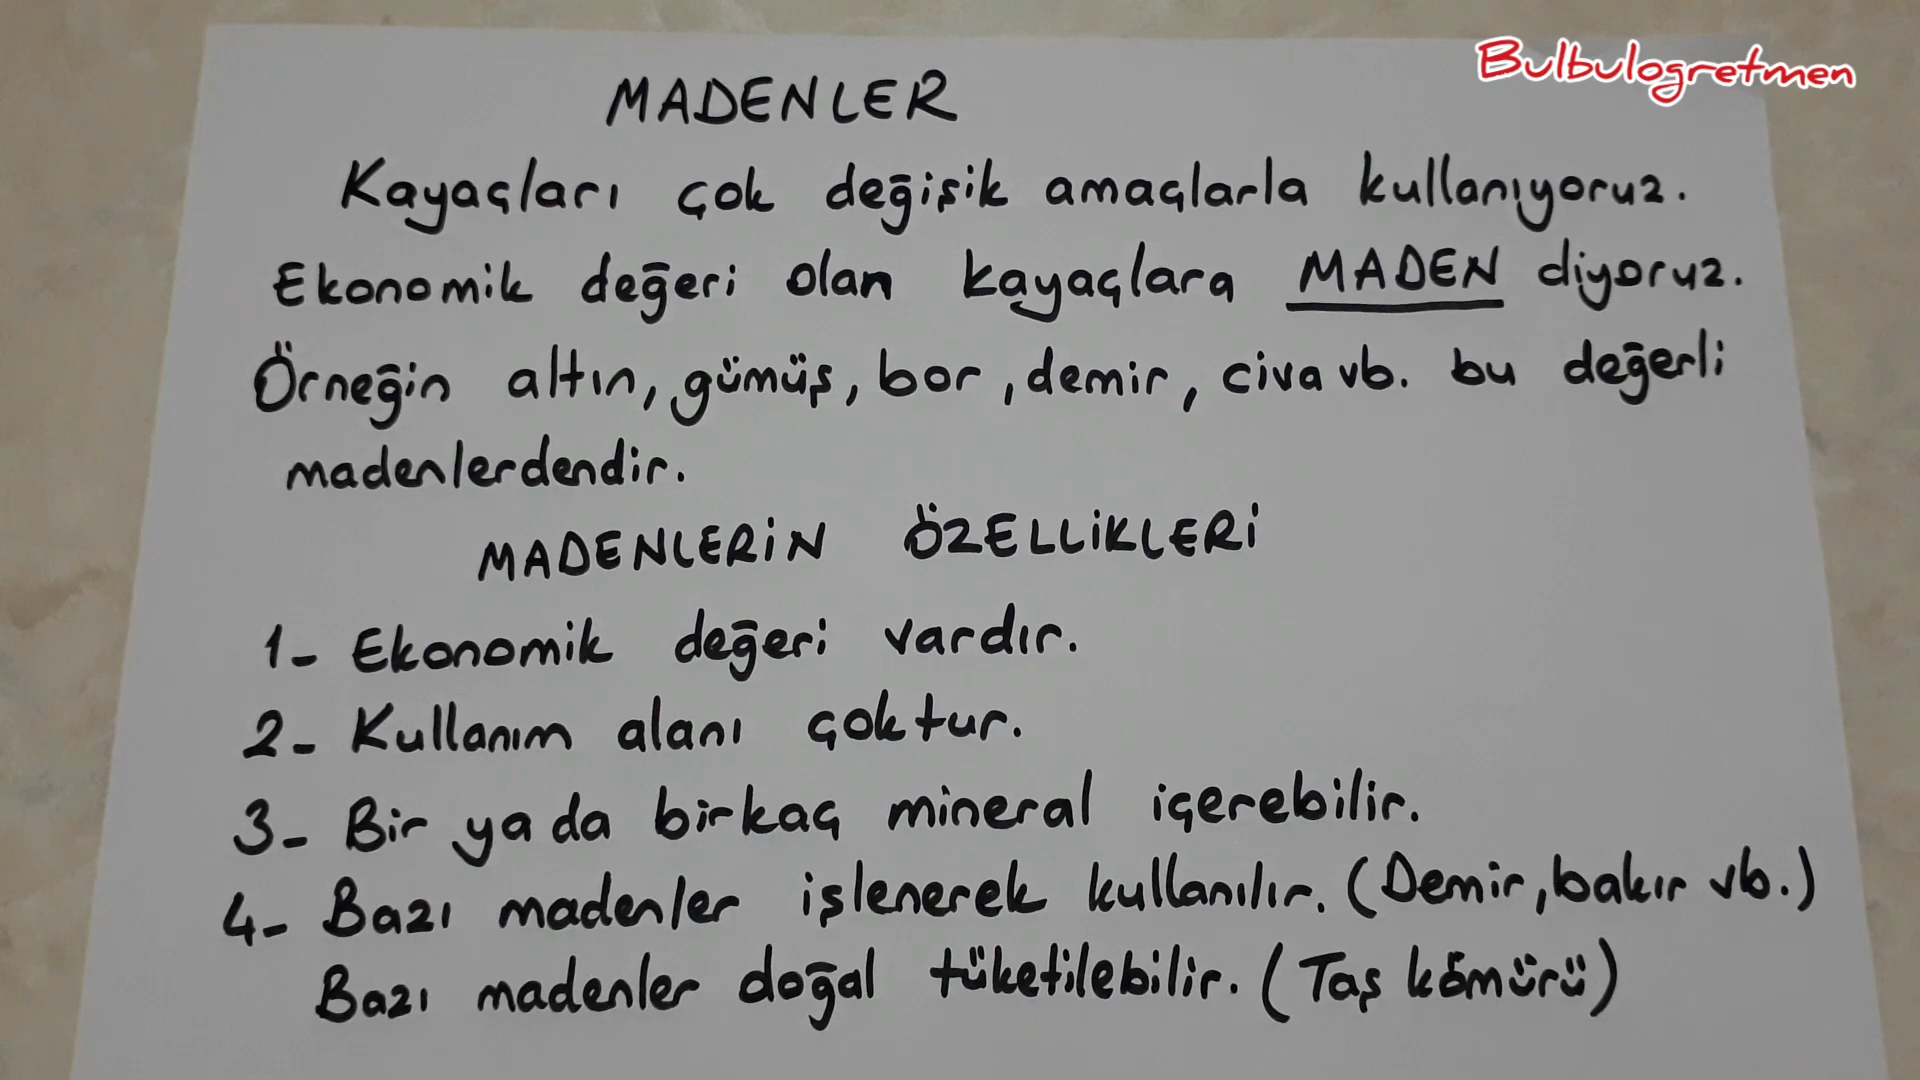 Bulbulogretmen
MADENLER
Kayaçları çok değişik amaçlarla kullanıyoruz.
Ekonomik değeri olan kayaçlara MADEN diyoruz.
Örneğin altın, gümüş, bor, demir, civa vb. bu değerli
madenlerdendir.
MADENLERİN ÖZELLİKLERİ
1- Ekonomik değeri vardır.
2- Kullanım alanı çoktur.
3- Bir ya da birkaç mineral içerebilir.
4- Bazı madenler işlenerek kullanılır. (Demir, bakır vb.)
Bazı madenler doğal tüketilebilir. (Taş kömürü)